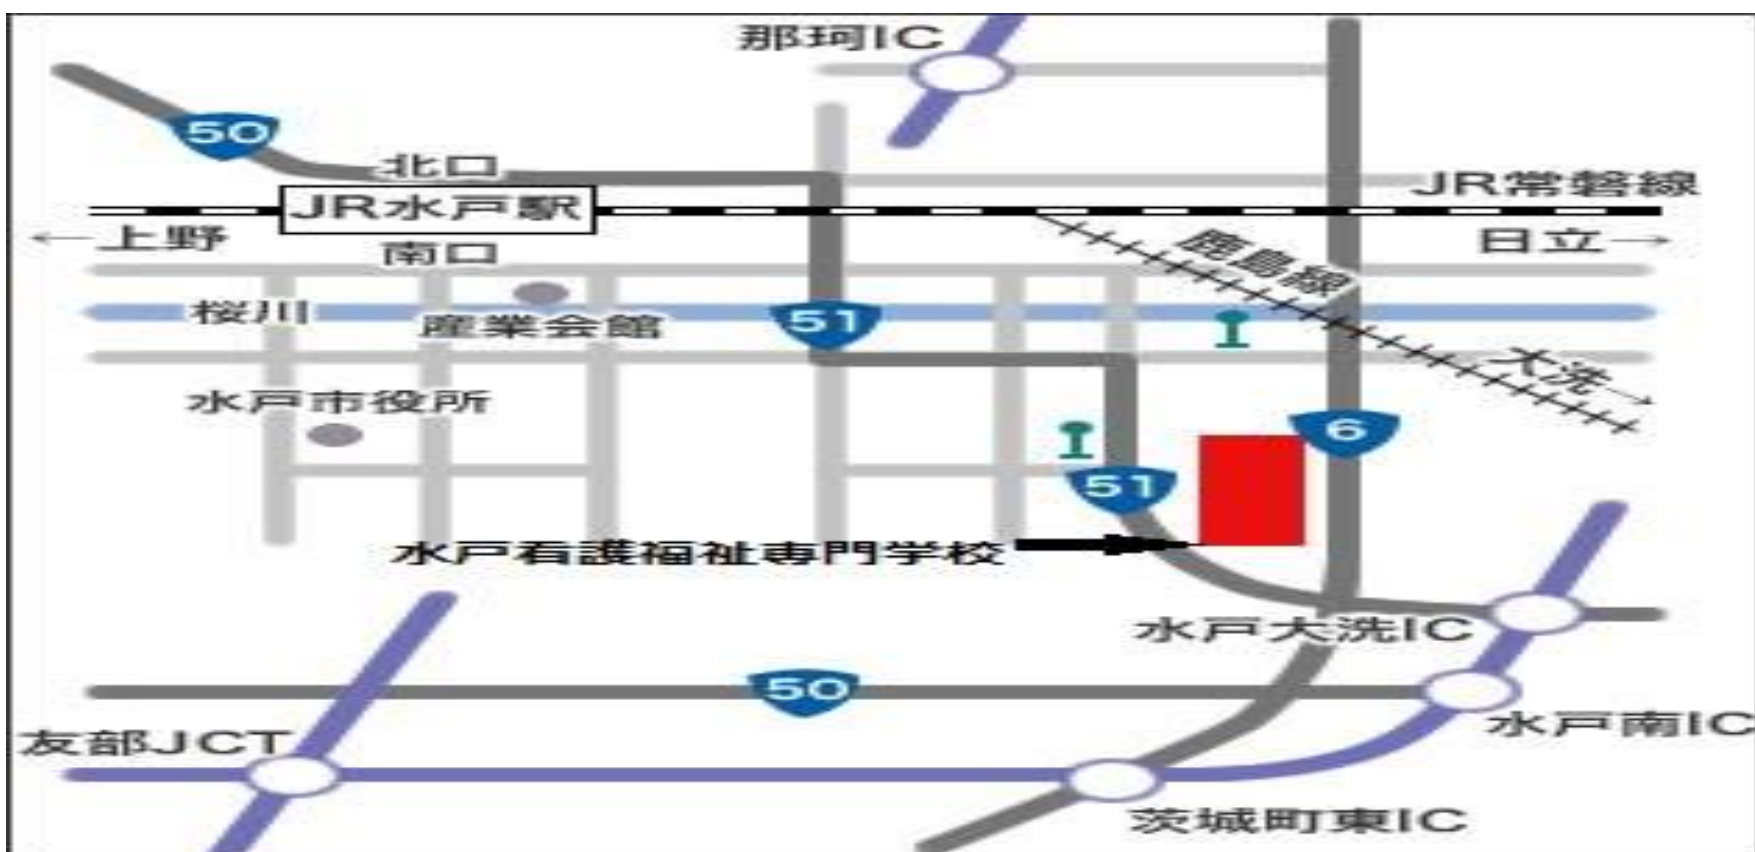 那珂IC
50
北口
JR常磐線
JR水戸駅
←上野
南口
鹿島線
日立→
桜川
産業会館
51
大洗→
水戸市役所
6
51
水戸看護福祉専門学校
水戸大洗IC
50
水戸南IC
友部JCT
茨城町東IC